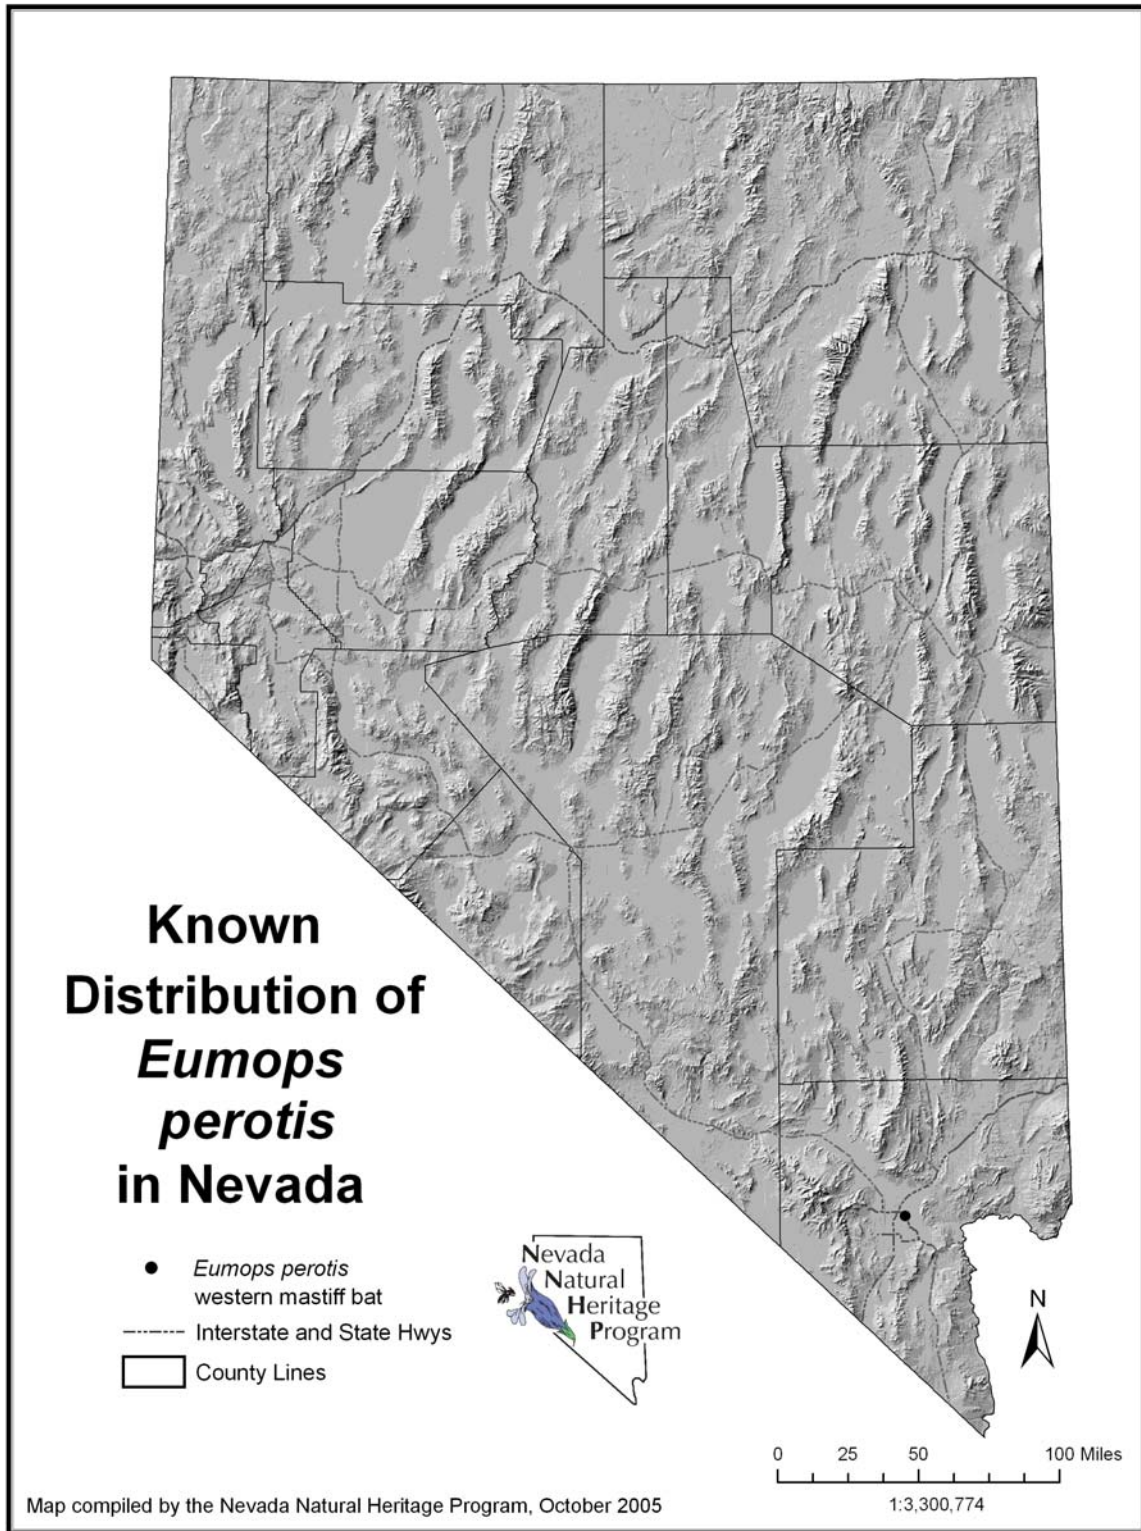 Known
Distribution of
Eumops
perotis
in Nevada
Eumops perotis
western mastiff bat
Interstate and State Hwys
County Lines
Nevada
Natural
Heritage
Program
N
0 25 50 100 Miles
1:3,300,774
Map compiled by the Nevada Natural Heritage Program, October 2005